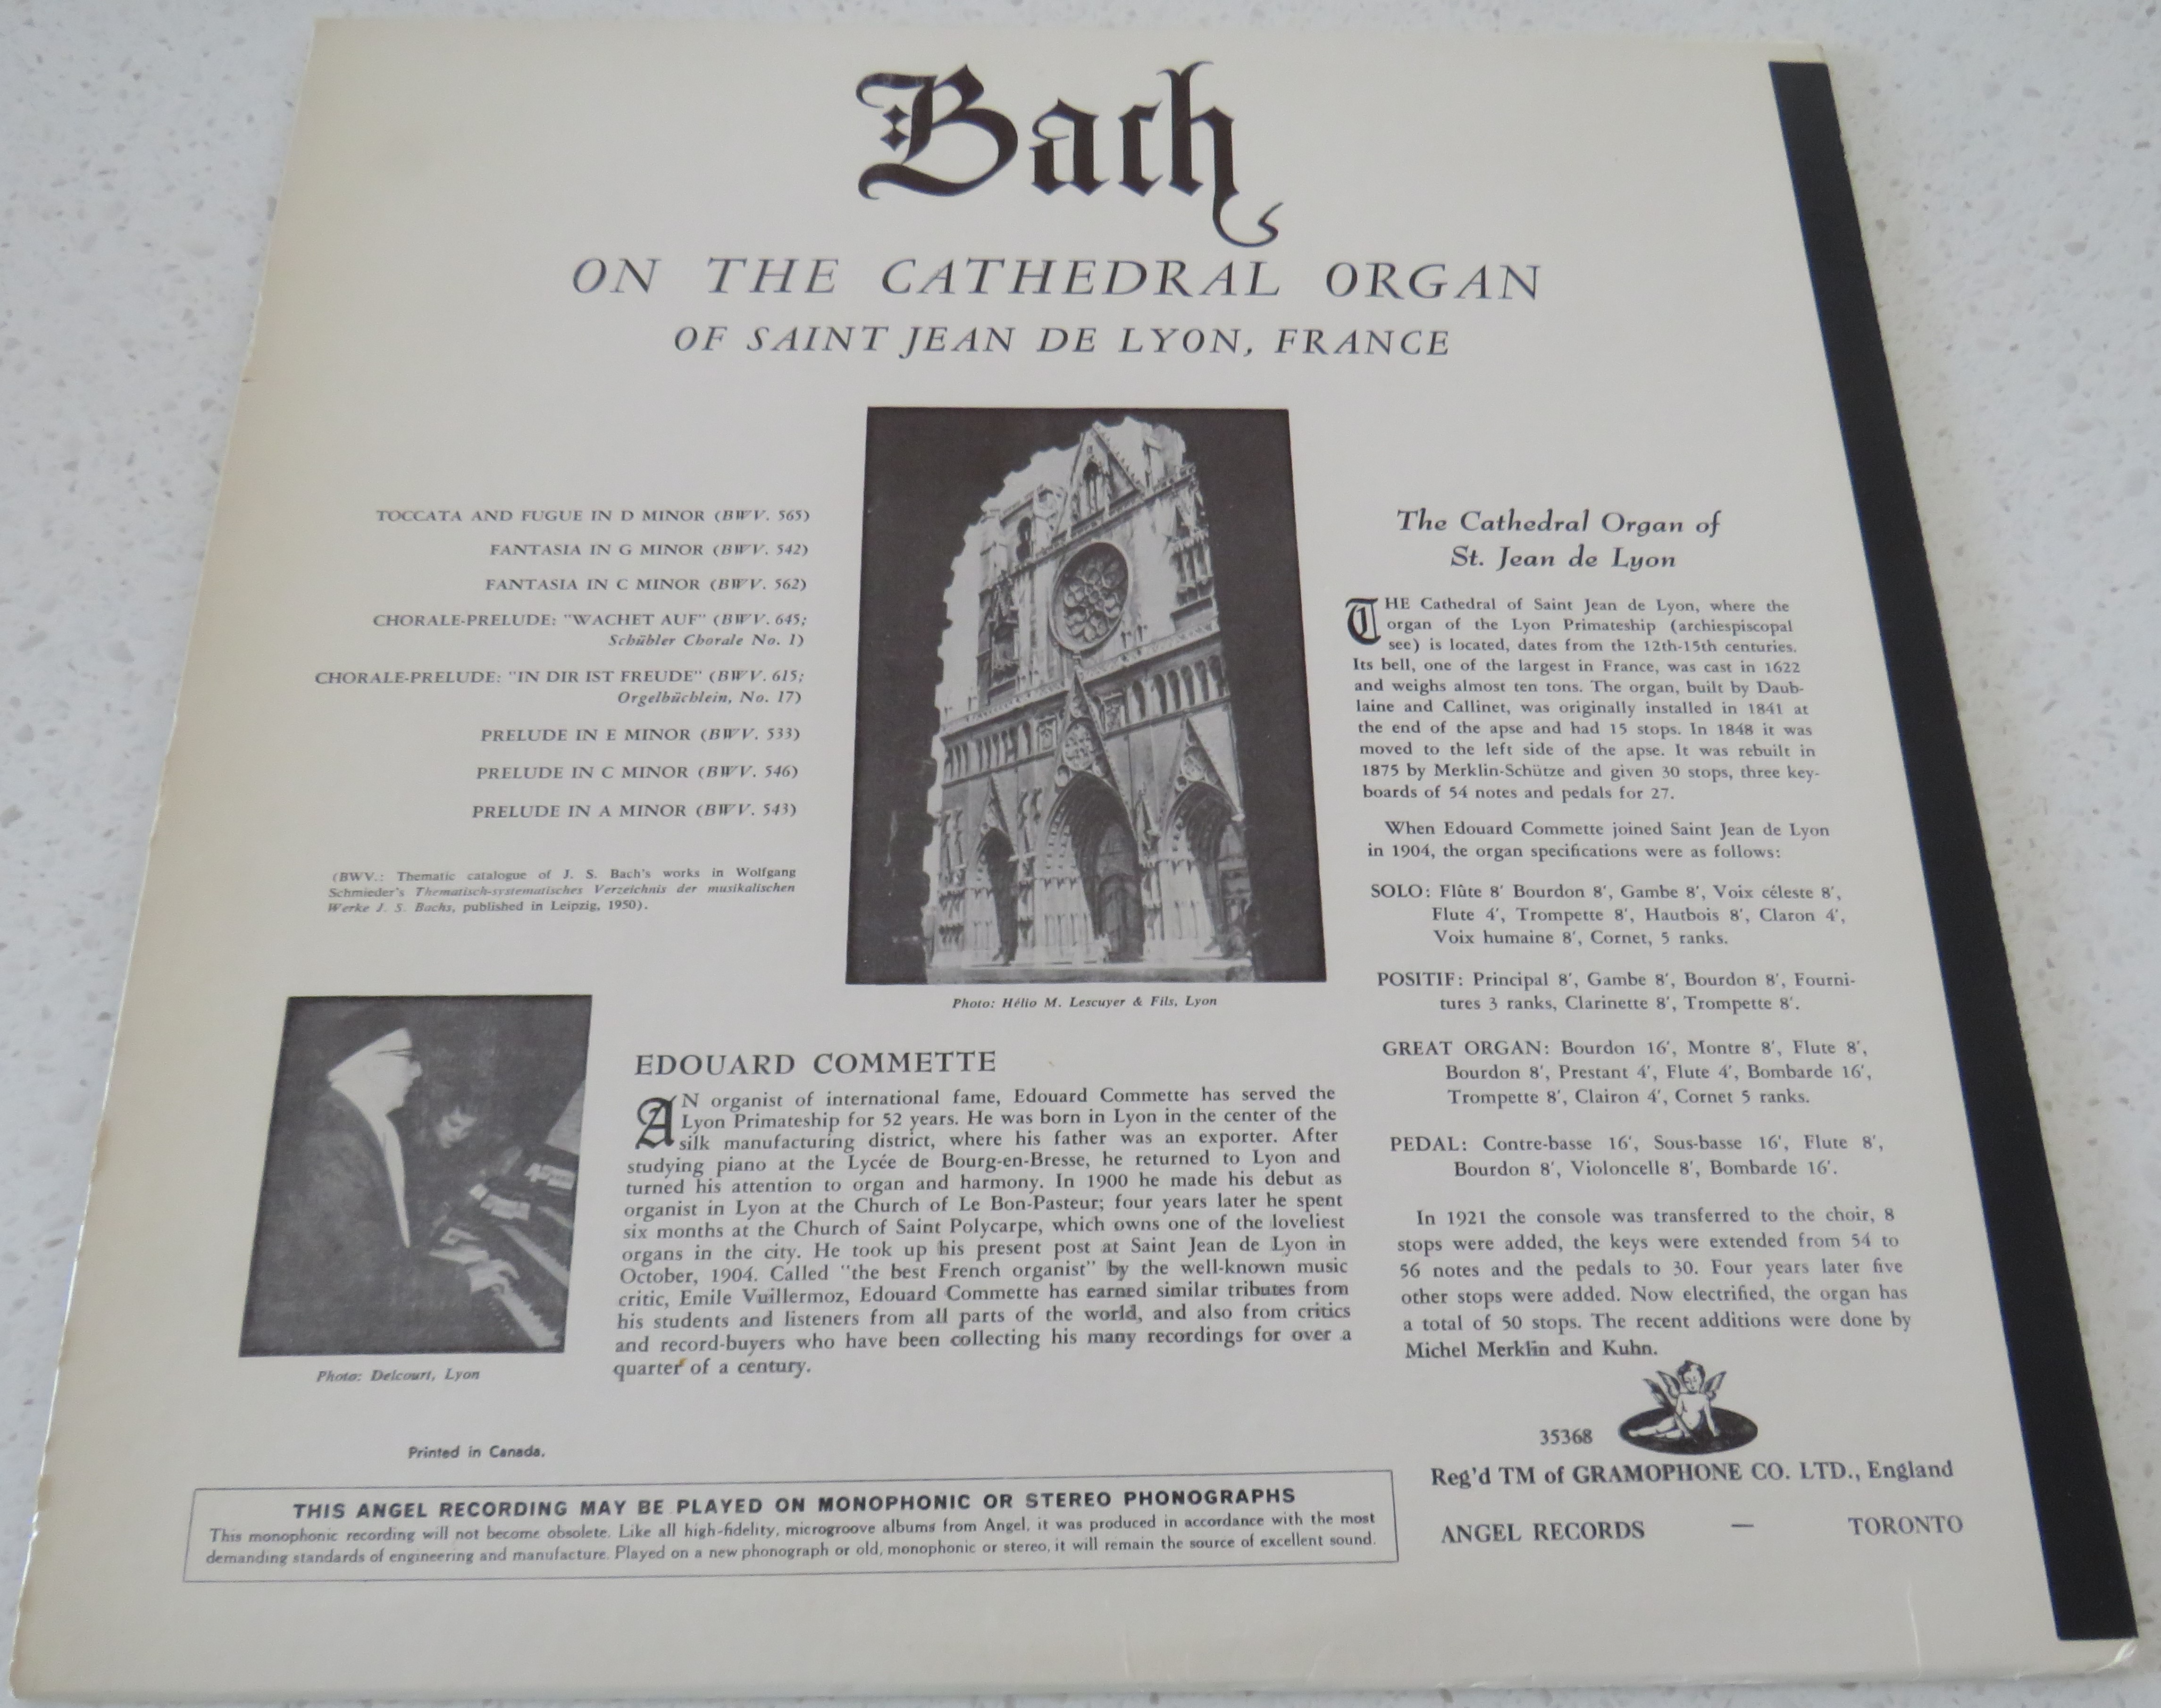 Bach
ON THE CATHEDRAL ORGAN
OF SAINT JEAN DE LYON, FRANCE
TOCCATA AND FUGUE IN D MINOR (BWV. 565)
FANTASIA IN G MINOR (BWV. 542)
FANTASIA IN C MINOR (BWV. 562)
CHORALE-PRELUDE: "WACHET AUF" (BWV. 645;
Schübler Chorale No. 1)
CHORALE-PRELUDE: "IN DIR IST FREUDE" (BWV. 615;
Orgelbüchlein, No. 17)
PRELUDE IN E MINOR (BWV. 533)
PRELUDE IN C MINOR (BWV. 546)
PRELUDE IN A MINOR (BWV. 543)
(BWV.: Thematic catalogue of J. S. Bach's works in Wolfgang
Schmieder's Thematisch-systematisches Verzeichnis der musikalischen
Werke J. S. Bachs, published in Leipzig, 1950).
Photo: Hélio M. Lescuyer & Fils, Lyon
Photo: Delcourt, Lyon
EDOUARD COMMETTE
AN organist of international fame, Edouard Commette has served the
Lyon Primateship for 52 years. He was born in Lyon in the center of the
silk manufacturing district, where his father was an exporter. After
studying piano at the Lycée de Bourg-en-Bresse, he returned to Lyon and
turned his attention to organ and harmony. In 1900 he made his debut as
organist in Lyon at the Church of Le Bon-Pasteur; four years later he spent
six months at the Church of Saint Polycarpe, which owns one of the loveliest
organs in the city. He took up his present post at Saint Jean de Lyon in
October, 1904. Called "the best French organist" by the well-known music
critic, Emile Vuillermoz, Edouard Commette has earned similar tributes from
his students and listeners from all parts of the world, and also from critics
and record-buyers who have been collecting his many recordings for over a
quarter of a century.
The Cathedral Organ of
St. Jean de Lyon
THE Cathedral of Saint Jean de Lyon, where the
organ of the Lyon Primateship (archiespiscopal
see) is located, dates from the 12th-15th centuries.
Its bell, one of the largest in France, was cast in 1622
and weighs almost ten tons. The organ, built by Daub-
laine and Callinet, was originally installed in 1841 at
the end of the apse and had 15 stops. In 1848 it was
moved to the left side of the apse. It was rebuilt in
1875 by Merklin-Schütze and given 30 stops, three key-
boards of 54 notes and pedals for 27.
When Edouard Commette joined Saint Jean de Lyon
in 1904, the organ specifications were as follows:
SOLO: Flûte 8' Bourdon 8', Gambe 8', Voix céleste 8',
Flute 4', Trompette 8', Hautbois 8', Claron 4',
Voix humaine 8', Cornet, 5 ranks.
POSITIF: Principal 8', Gambe 8', Bourdon 8', Fourni-
tures 3 ranks, Clarinette 8', Trompette 8'.
GREAT ORGAN: Bourdon 16', Montre 8', Flute 8',
Bourdon 8', Prestant 4', Flute 4', Bombarde 16',
Trompette 8', Clairon 4', Cornet 5 ranks.
PEDAL: Contre-basse 16', Sous-basse 16', Flute 8',
Bourdon 8', Violoncelle 8', Bombarde 16'.
In 1921 the console was transferred to the choir, 8
stops were added, the keys were extended from 54 to
56 notes and the pedals to 30. Four years later five
other stops were added. Now electrified, the organ has
a total of 50 stops. The recent additions were done by
Michel Merklin and Kuhn.
35368
Reg'd TM of GRAMOPHONE CO. LTD., England
ANGEL RECORDS — TORONTO
Printed in Canada.
THIS ANGEL RECORDING MAY BE PLAYED ON MONOPHONIC OR STEREO PHONOGRAPHS
This monophonic recording will not become obsolete. Like all high-fidelity, microgroove albums from Angel, it was produced in accordance with the most
demanding standards of engineering and manufacture. Played on a new phonograph or old, monophonic or stereo, it will remain the source of excellent sound.